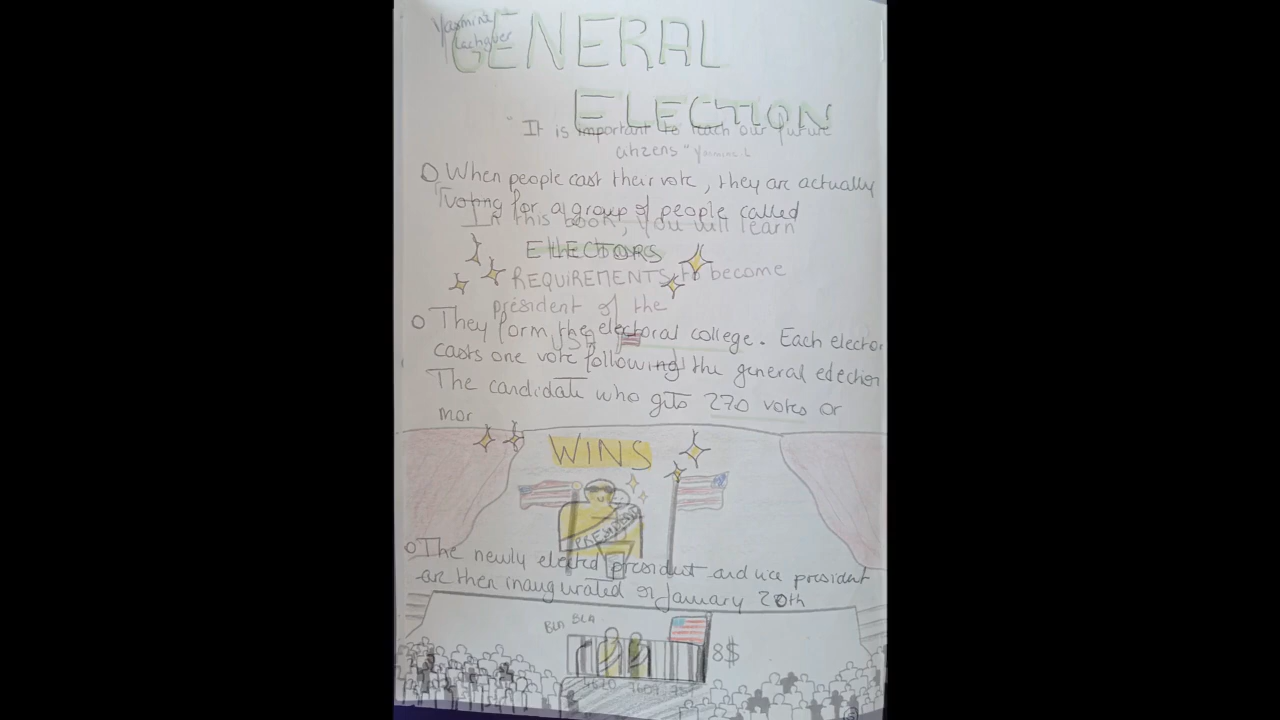 Yasmine
Lachguer
GENERAL
ELECTION
"It is important to teach our future
citizens" Yasmine.L
When people cast their vote, they are actually
voting for a group of people called
In this book, you will learn
ELECTORS
REQUIREMENTS to become
president of the
They form the electoral college. Each elector
USA
casts one vote following the general election
The candidate who gets 270 votes or
mor
WINS
PRESIDENT
The newly elected president and vice president
are then inaugurated on January 20th
BLA BLA
8$